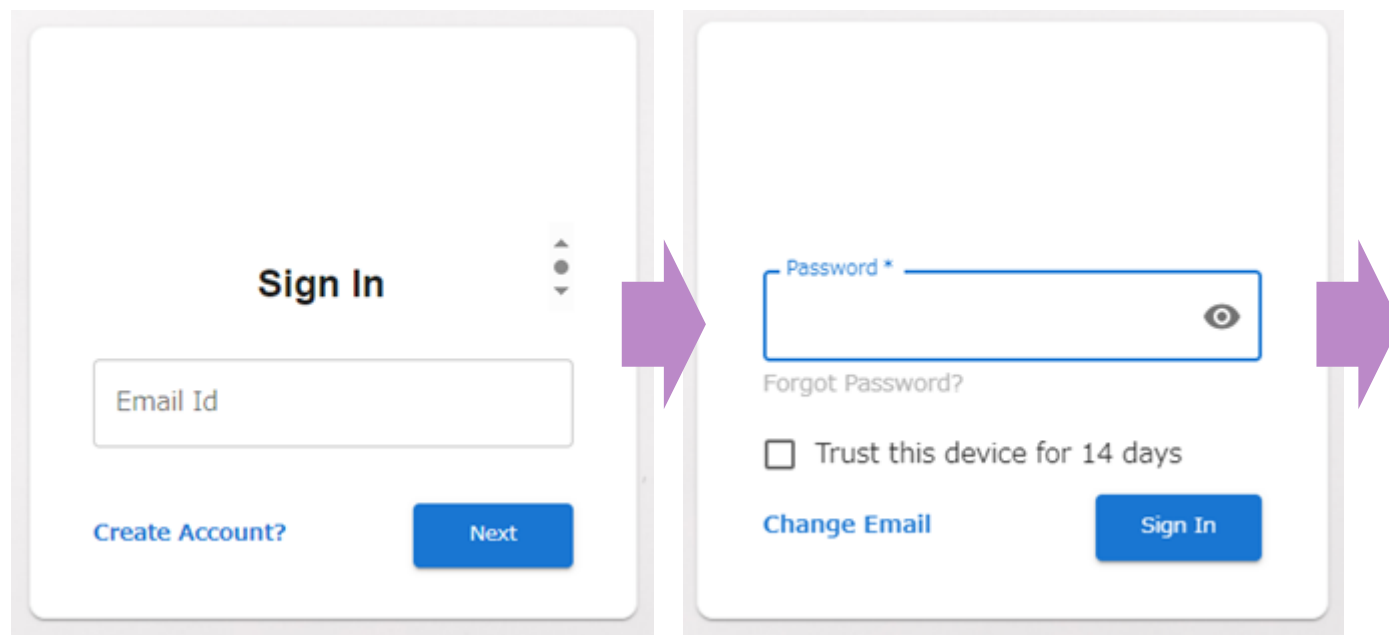 Sign In
Email Id
Create Account?
Next
Password *
Forgot Password?
Trust this device for 14 days
Change Email
Sign In